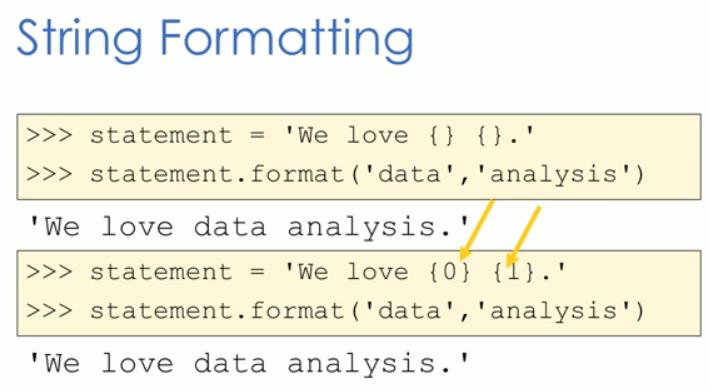 String Formatting
>>> statement = 'We love {} {}.'
>>> statement.format('data','analysis')
'We love data analysis.'
>>> statement = 'We love {0} {1}.'
>>> statement.format('data','analysis')
'We love data analysis.'